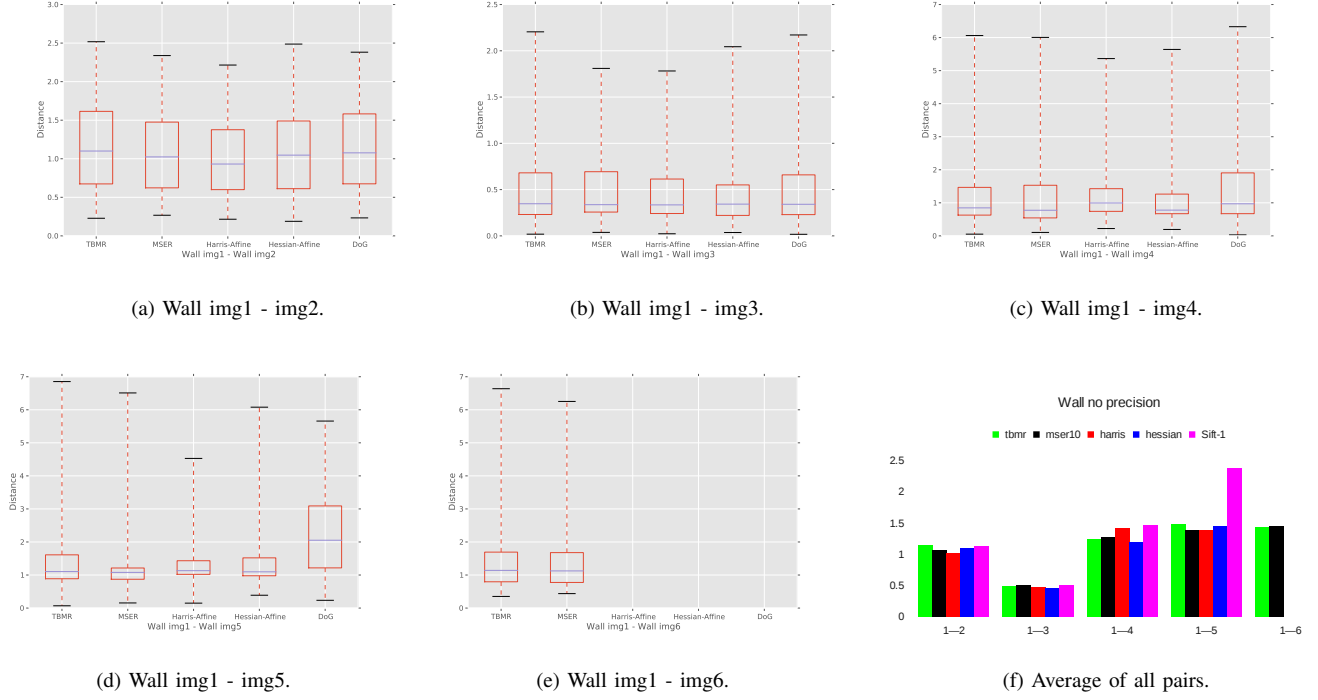 3.0
2.5
2.0
1.5
1.0
0.5
0.0
Distance
TBMR MSER Harris-Affine Hessian-Affine DoG
Wall img1 - Wall img2
(a) Wall img1 - img2.
2.5
2.0
1.5
1.0
0.5
0.0
Distance
TBMR MSER Harris-Affine Hessian-Affine DoG
Wall img1 - Wall img3
(b) Wall img1 - img3.
7
6
5
4
3
2
1
0
Distance
TBMR MSER Harris-Affine Hessian-Affine DoG
Wall img1 - Wall img4
(c) Wall img1 - img4.
7
6
5
4
3
2
1
0
Distance
TBMR MSER Harris-Affine Hessian-Affine DoG
Wall img1 - Wall img5
(d) Wall img1 - img5.
7
6
5
4
3
2
1
0
Distance
TBMR MSER Harris-Affine Hessian-Affine DoG
Wall img1 - Wall img6
(e) Wall img1 - img6.
Wall no precision
tbmr mser10 harris hessian Sift-1
2.5
2
1.5
1
0.5
0
1—2 1—3 1—4 1—5 1—6
(f) Average of all pairs.